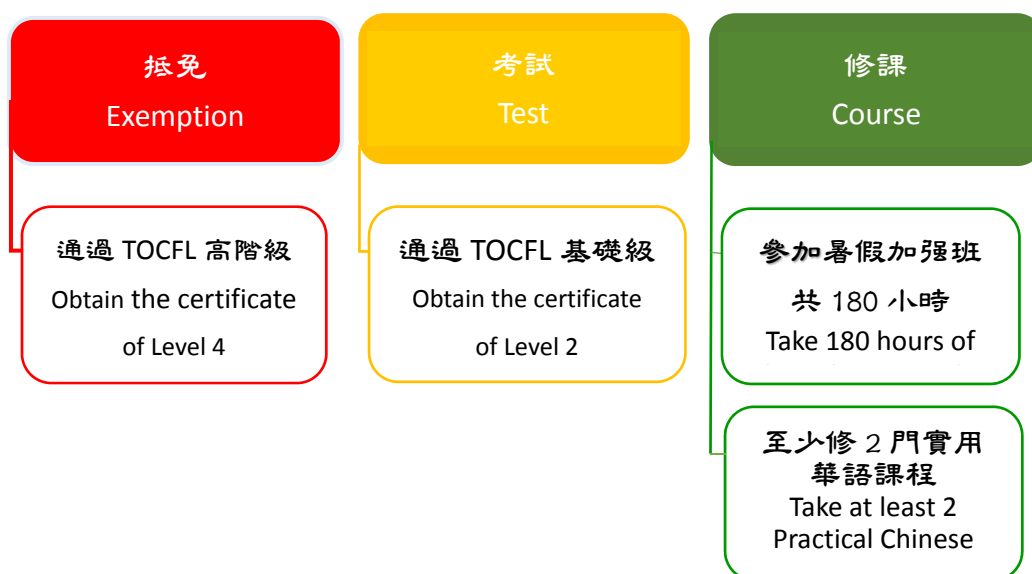 抵免
Exemption
通過 TOCFL 高階級
Obtain the certificate
of Level 4
考試
Test
通過 TOCFL 基礎級
Obtain the certificate
of Level 2
修課
Course
參加暑假加强班
共 180 小時
Take 180 hours of
至少修 2 門實用
華語課程
Take at least 2
Practical Chinese